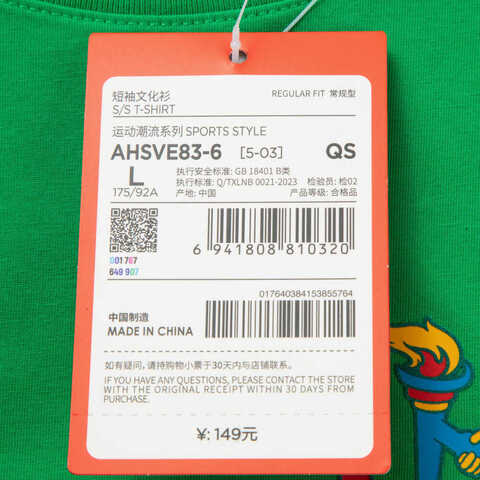 短袖文化衫
S/S T-SHIRT
REGULAR FIT 常规型
运动潮流系列 SPORTS STYLE
AHSVE83-6 [5-03] QS
L
175/92A
执行安全标准: GB 18401 B类
执行标准: Q/TXLNB 0021-2023 检验员: 检02
产地: 中国 产品等级: 合格品
6 941808 810320
001 767
649 907
017640384153855764
中国制造
MADE IN CHINA
如有疑问, 请持购物小票于30天内与店铺联系。
IF YOU HAVE ANY QUESTIONS, PLEASE CONTACT THE STORE
WITH THE ORIGINAL RECEIPT WITHIN 30 DAYS FROM
PURCHASE.
¥: 149元